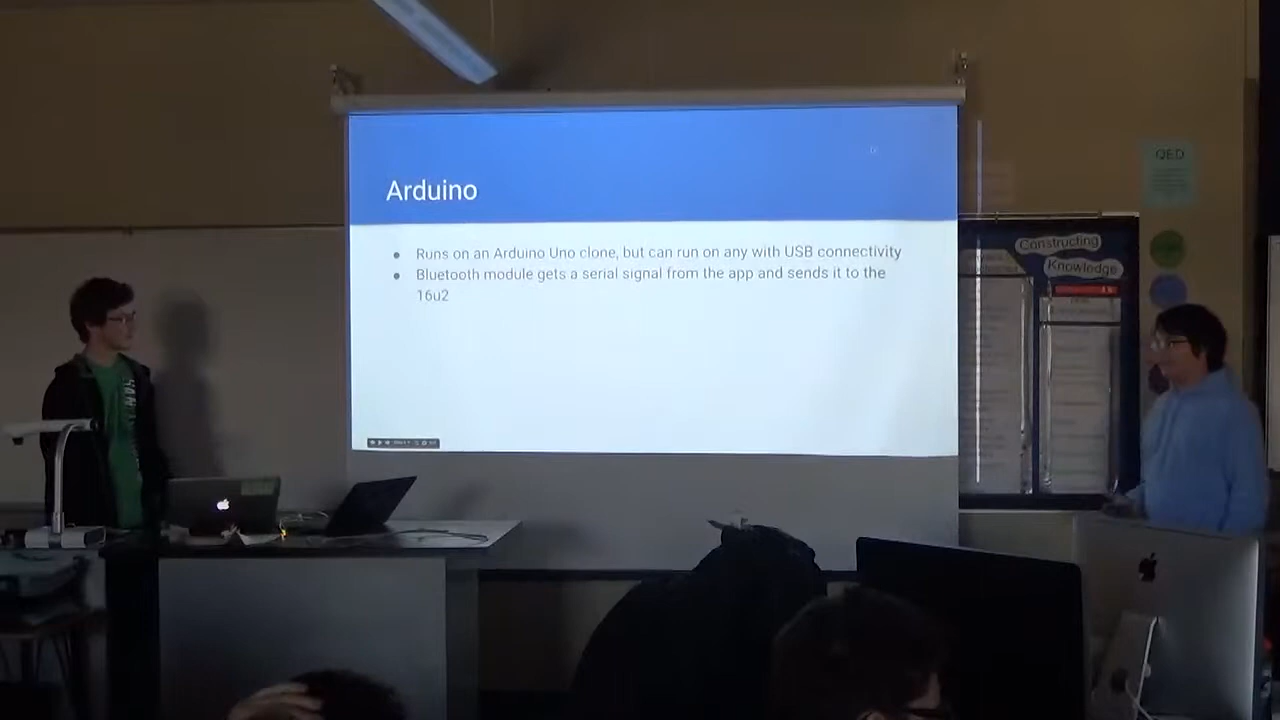 Arduino
● Runs on an Arduino Uno clone, but can run on any with USB connectivity
● Bluetooth module gets a serial signal from the app and sends it to the
16u2
QED
Constructing
Knowledge